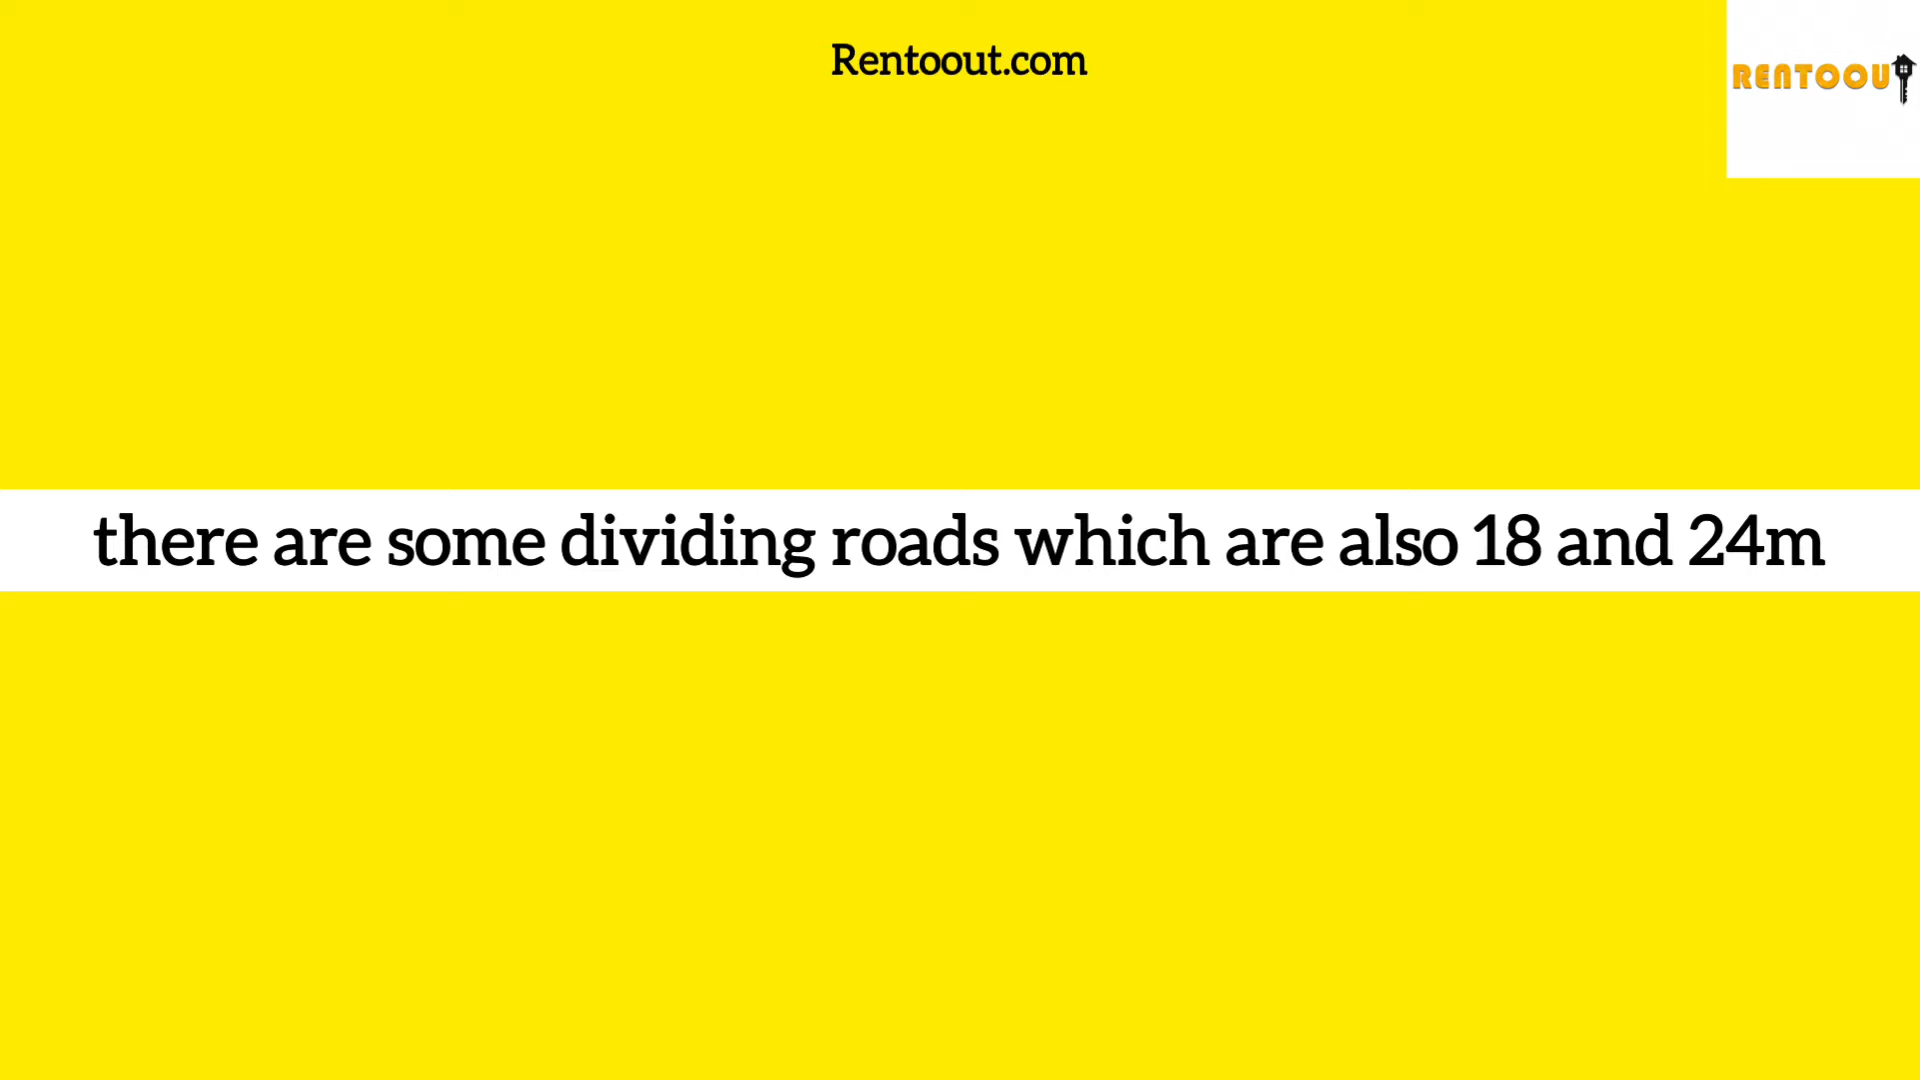 Rentoout.com
RENTOOU
there are some dividing roads which are also 18 and 24m